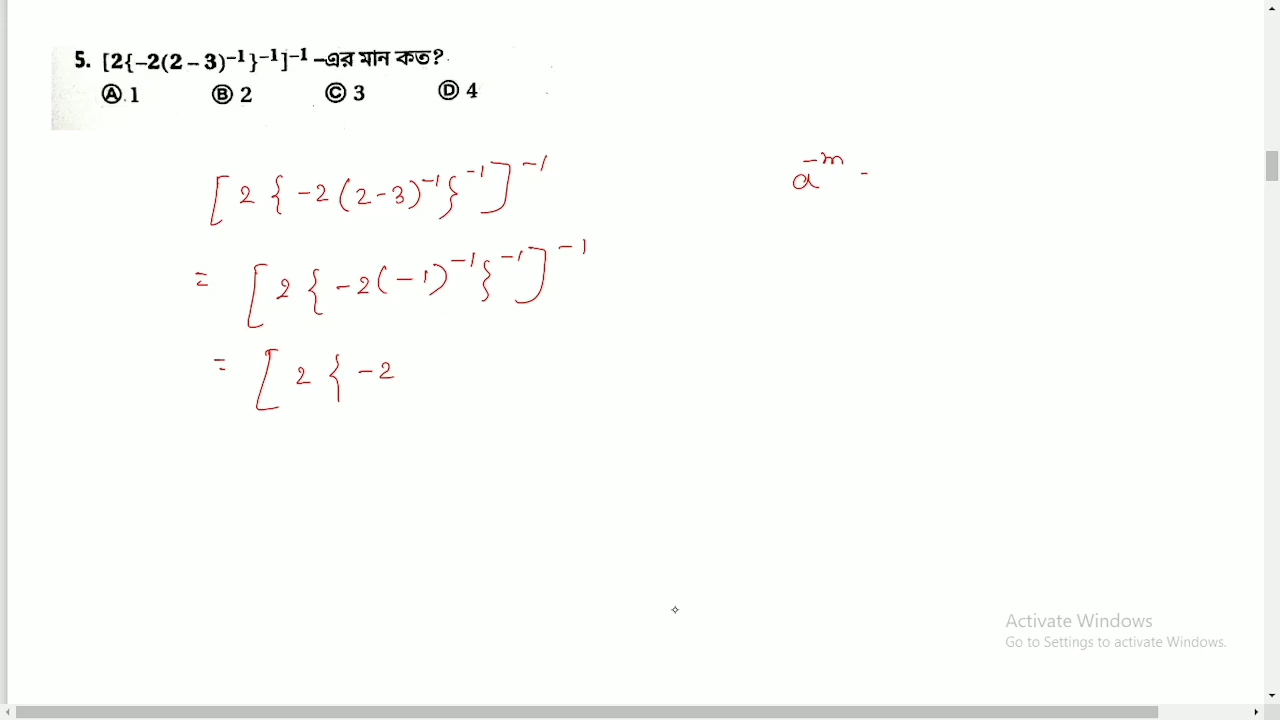 5. [2{–2(2 – 3)⁻¹}⁻¹]⁻¹ –এর মান কত?
Ⓐ 1 Ⓑ 2 Ⓒ 3 Ⓓ 4
[2{-2(2-3)⁻¹}⁻¹]⁻¹
a⁻ᵐ -
= [2{-2(-1)⁻¹}⁻¹]⁻¹
= [2{-2
Activate Windows
Go to Settings to activate Windows.